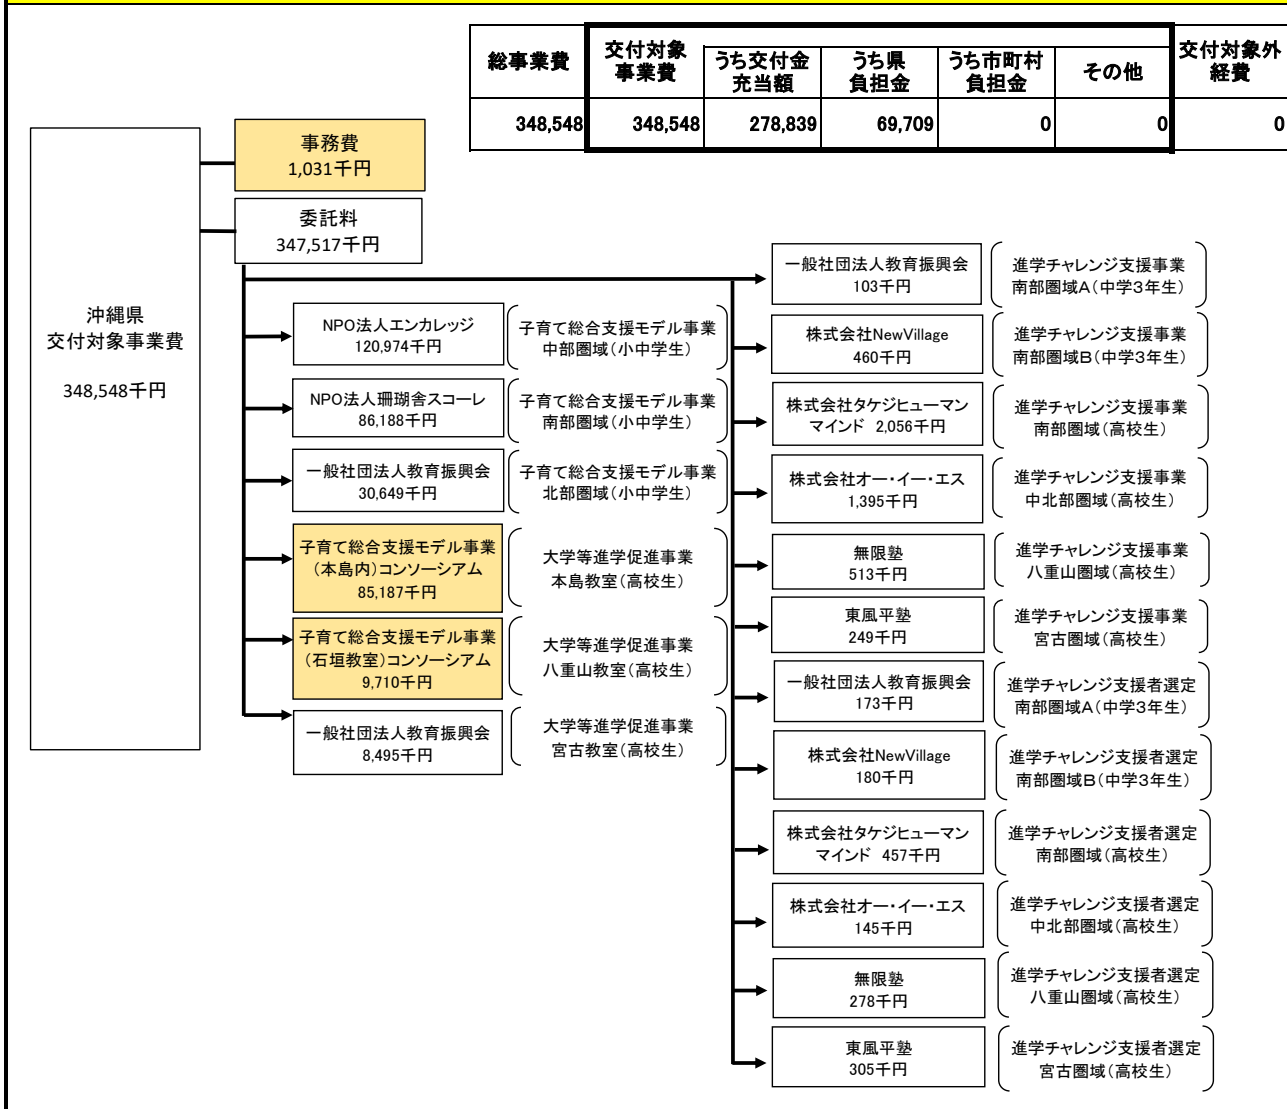 総事業費
交付対象
事業費
うち交付金
充当額
うち県
負担金
うち市町村
負担金
その他
交付対象外
経費
348,548
348,548
278,839
69,709
0
0
0
沖縄県
交付対象事業費
348,548千円
事務費
1,031千円
委託料
347,517千円
NPO法人エンカレッジ
120,974千円
子育て総合支援モデル事業
中部圏域(小中学生)
NPO法人珊瑚舎スコーレ
86,188千円
子育て総合支援モデル事業
南部圏域(小中学生)
一般社団法人教育振興会
30,649千円
子育て総合支援モデル事業
北部圏域(小中学生)
子育て総合支援モデル事業
(本島内)コンソーシアム
85,187千円
大学等進学促進事業
本島教室(高校生)
子育て総合支援モデル事業
(石垣教室)コンソーシアム
9,710千円
大学等進学促進事業
八重山教室(高校生)
一般社団法人教育振興会
8,495千円
大学等進学促進事業
宮古教室(高校生)
一般社団法人教育振興会
103千円
進学チャレンジ支援事業
南部圏域A(中学3年生)
株式会社NewVillage
460千円
進学チャレンジ支援事業
南部圏域B(中学3年生)
株式会社タケジヒューマン
マインド 2,056千円
進学チャレンジ支援事業
南部圏域(高校生)
株式会社オー・イー・エス
1,395千円
進学チャレンジ支援事業
中北部圏域(高校生)
無限塾
513千円
進学チャレンジ支援事業
八重山圏域(高校生)
東風平塾
249千円
進学チャレンジ支援事業
宮古圏域(高校生)
一般社団法人教育振興会
173千円
進学チャレンジ支援者選定
南部圏域A(中学3年生)
株式会社NewVillage
180千円
進学チャレンジ支援者選定
南部圏域B(中学3年生)
株式会社タケジヒューマン
マインド 457千円
進学チャレンジ支援者選定
南部圏域(高校生)
株式会社オー・イー・エス
145千円
進学チャレンジ支援者選定
中北部圏域(高校生)
無限塾
278千円
進学チャレンジ支援者選定
八重山圏域(高校生)
東風平塾
305千円
進学チャレンジ支援者選定
宮古圏域(高校生)